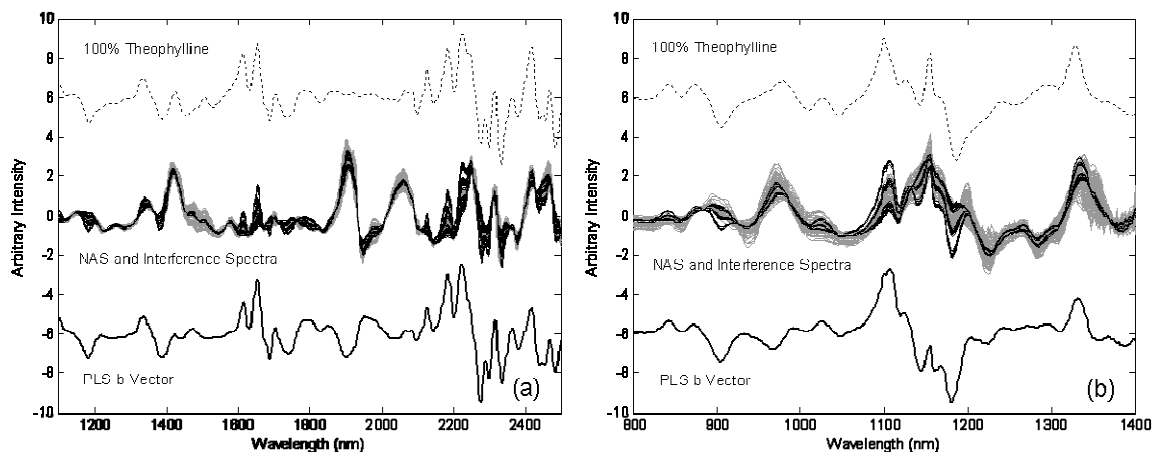 10
8
6
4
2
0
-2
-4
-6
-8
-10
Arbitrary Intensity
100% Theophylline
NAS and Interference Spectra
PLS b Vector
(a)
1200 1400 1600 1800 2000 2200 2400
Wavelength (nm)
10
8
6
4
2
0
-2
-4
-6
-8
-10
Arbitrary Intensity
100% Theophylline
NAS and Interference Spectra
PLS b Vector
(b)
800 900 1000 1100 1200 1300 1400
Wavelength (nm)